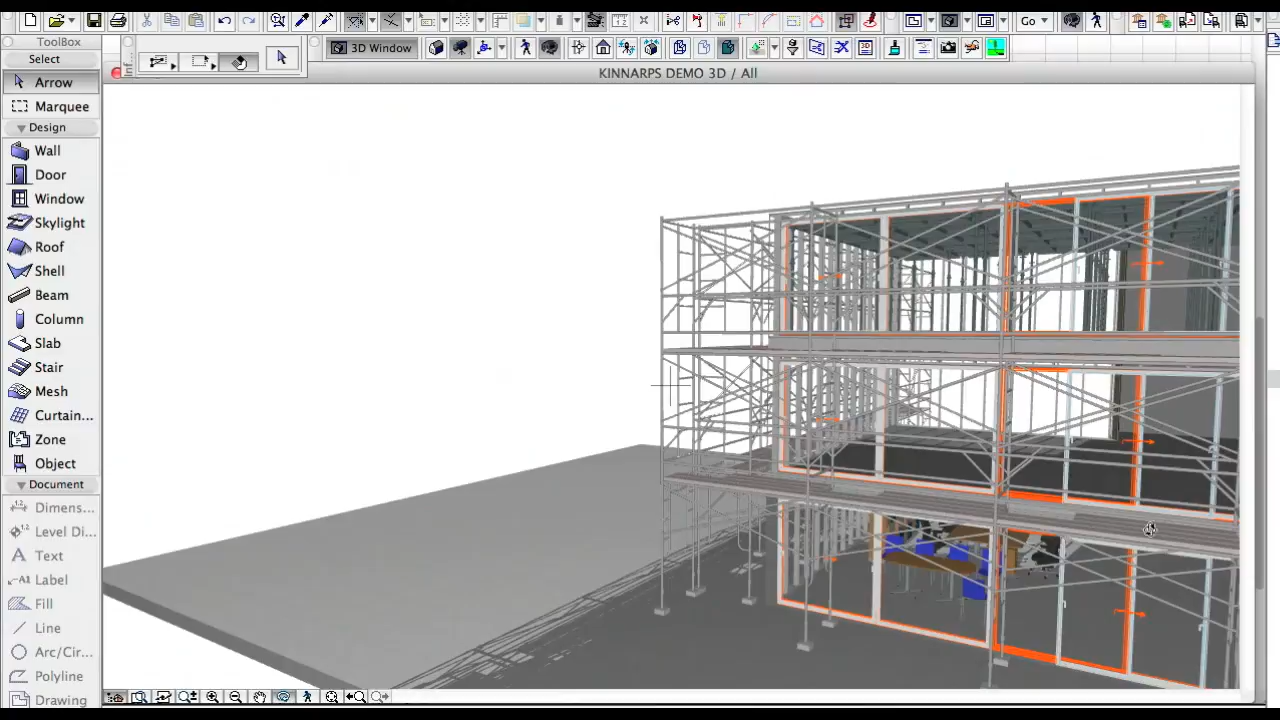 Go
ToolBox
3D Window
Select
KINNARPS DEMO 3D / All
Arrow
Marquee
Design
Wall
Door
Window
Skylight
Roof
Shell
Beam
Column
Slab
Stair
Mesh
Curtain...
Zone
Object
Document
Dimens...
Level Di...
A Text
A1 Label
Fill
Line
Arc/Cir...
Polyline
Drawing